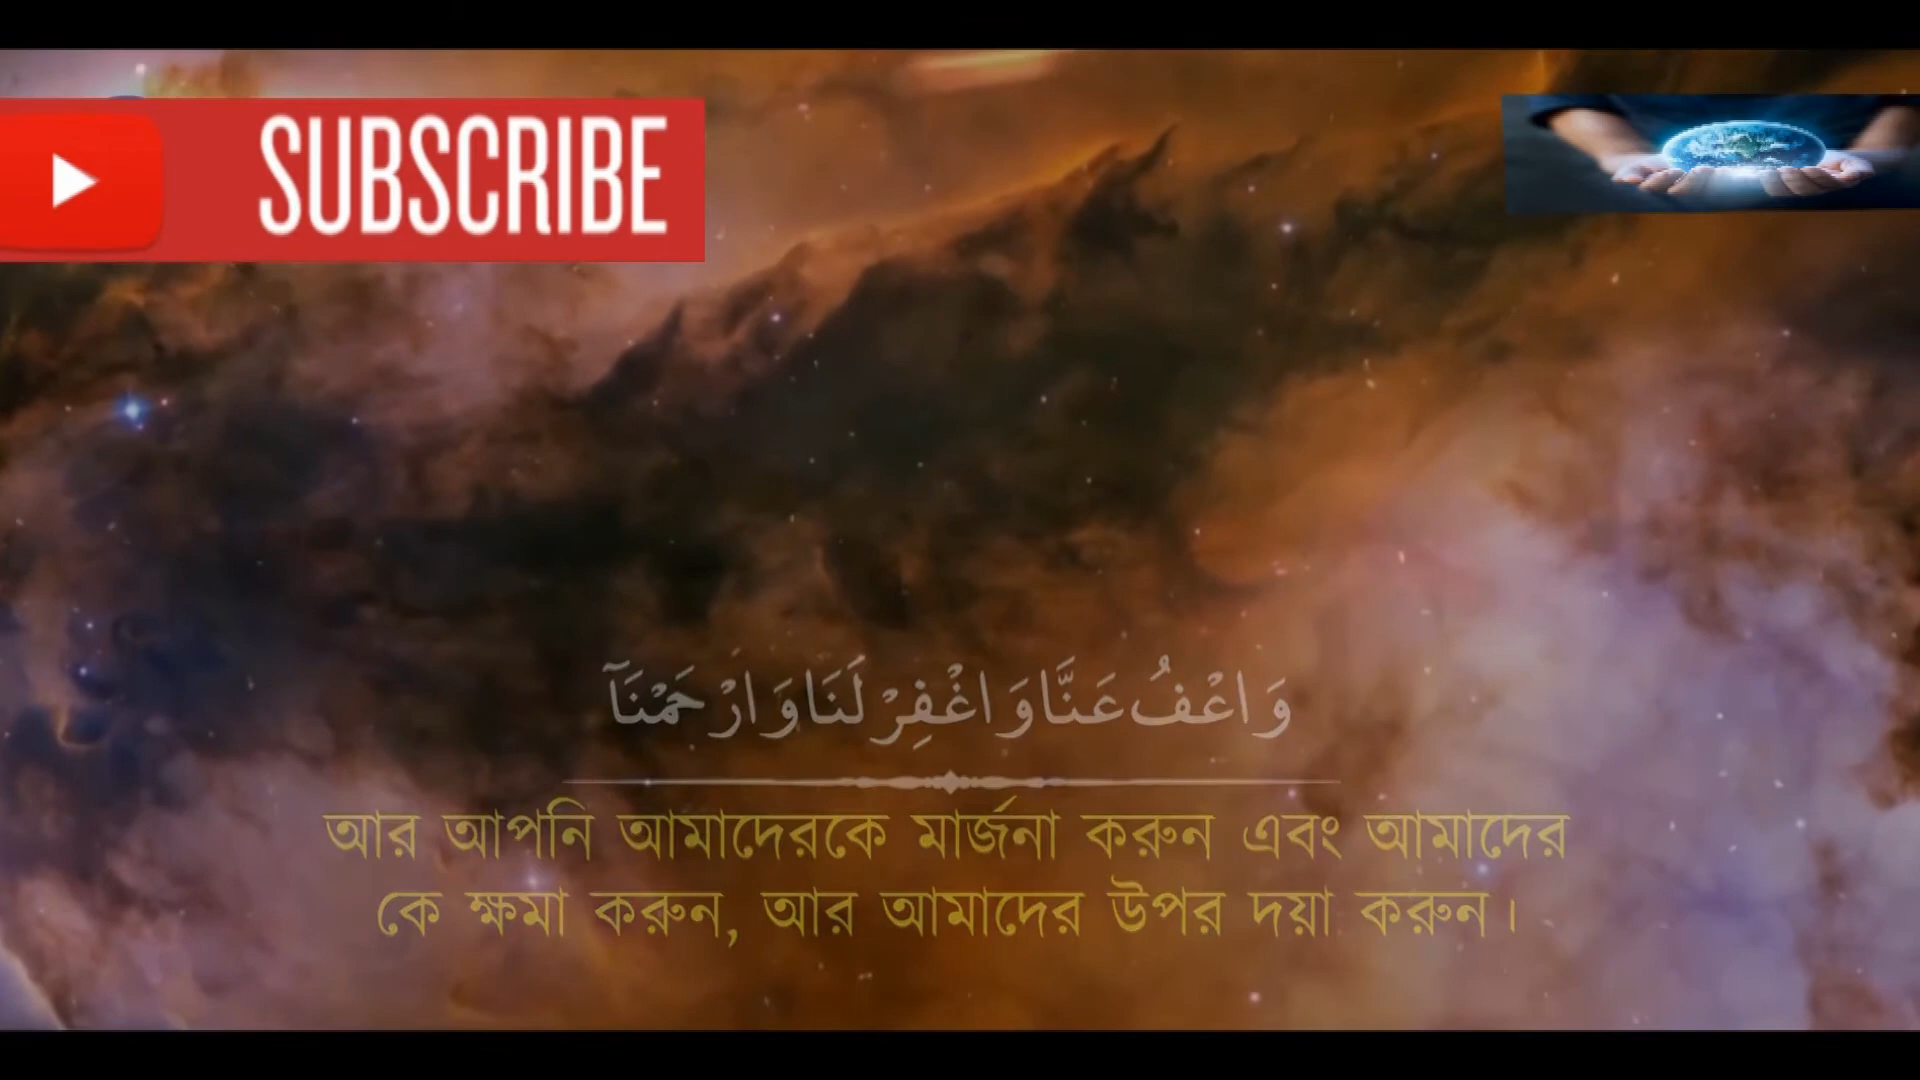 SUBSCRIBE
وَاعْفُ عَنَّا وَاغْفِرْ لَنَا وَارْحَمْنَآ
আর আপনি আমাদেরকে মার্জনা করুন এবং আমাদের
কে ক্ষমা করুন, আর আমাদের উপর দয়া করুন।